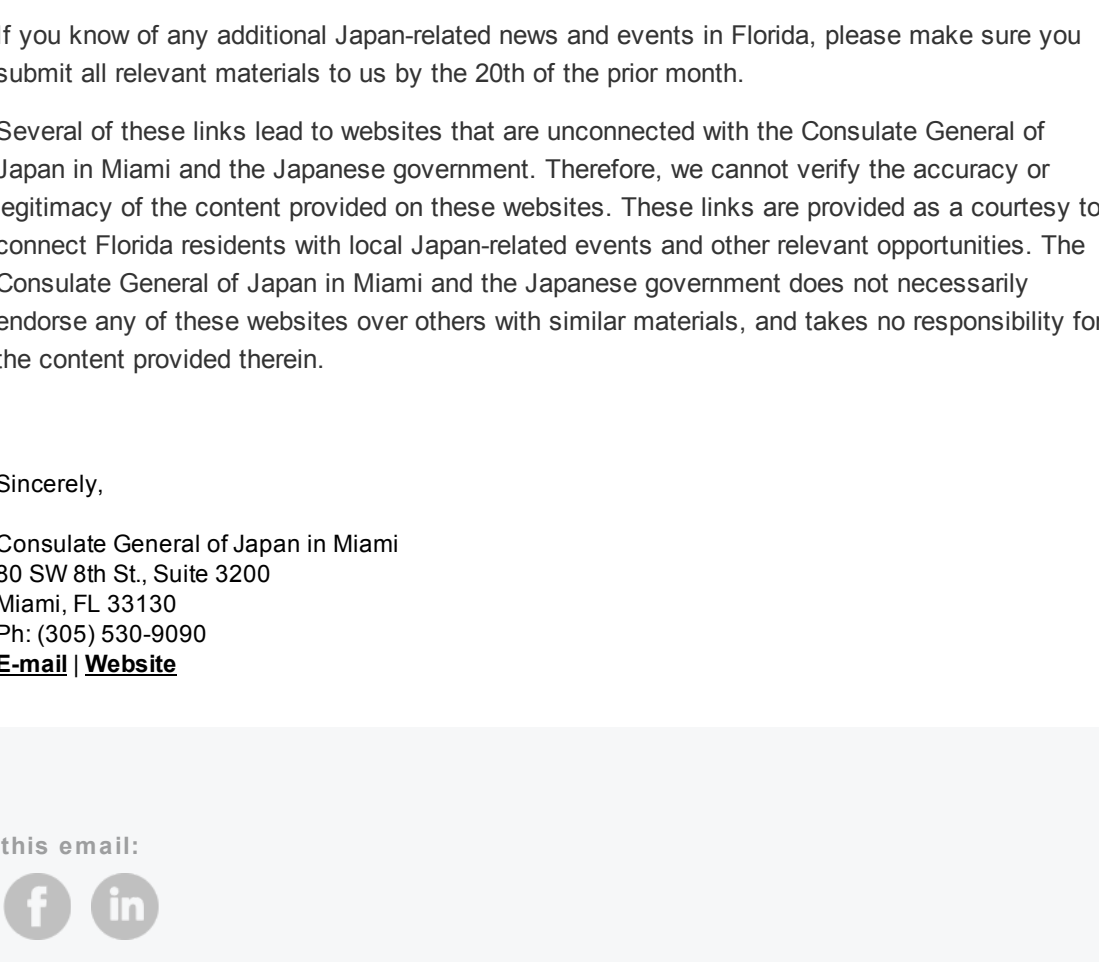 If you know of any additional Japan-related news and events in Florida, please make sure you
submit all relevant materials to us by the 20th of the prior month.
Several of these links lead to websites that are unconnected with the Consulate General of
Japan in Miami and the Japanese government. Therefore, we cannot verify the accuracy or
legitimacy of the content provided on these websites. These links are provided as a courtesy to
connect Florida residents with local Japan-related events and other relevant opportunities. The
Consulate General of Japan in Miami and the Japanese government does not necessarily
endorse any of these websites over others with similar materials, and takes no responsibility for
the content provided therein.
Sincerely,
Consulate General of Japan in Miami
80 SW 8th St., Suite 3200
Miami, FL 33130
Ph: (305) 530-9090
E-mail | Website
this email:
f in